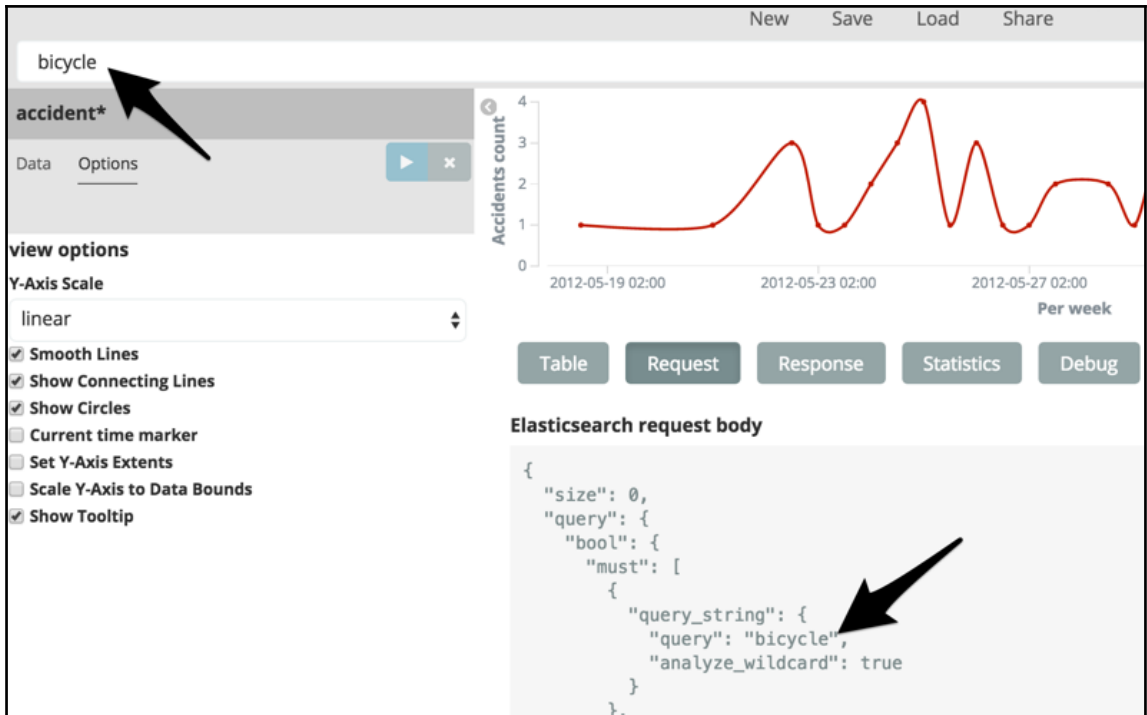 New Save Load Share
bicycle
accident*
Data Options
view options
Y-Axis Scale
linear
Smooth Lines
Show Connecting Lines
Show Circles
Current time marker
Set Y-Axis Extents
Scale Y-Axis to Data Bounds
Show Tooltip
Accidents count
4
3
2
1
0
2012-05-19 02:00 2012-05-23 02:00 2012-05-27 02:00
Per week
Table Request Response Statistics Debug
Elasticsearch request body
{
"size": 0,
"query": {
"bool": {
"must": [
{
"query_string": {
"query": "bicycle",
"analyze_wildcard": true
}
},